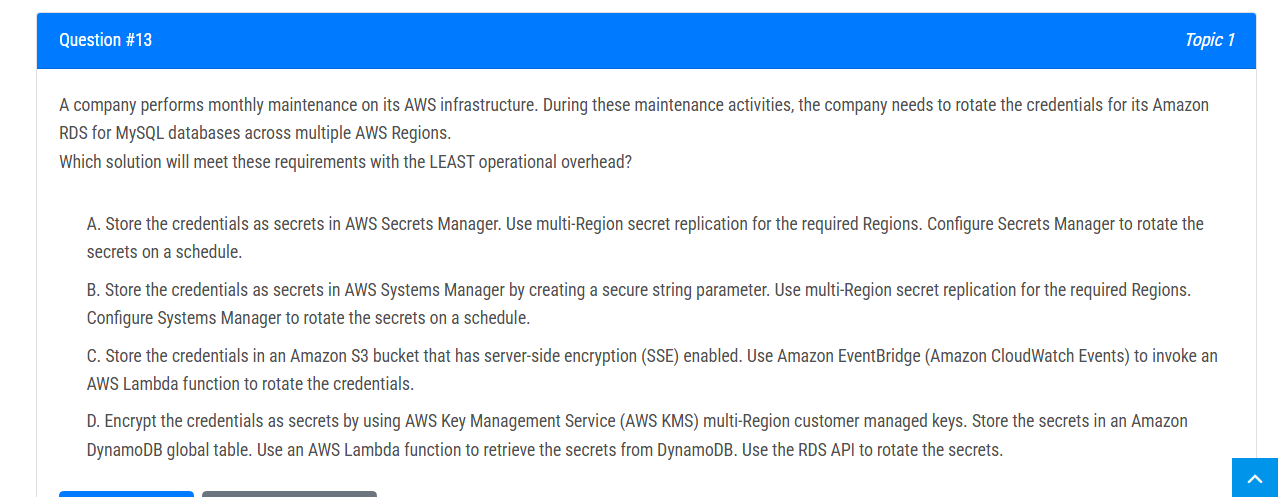 Question #13
Topic 1
A company performs monthly maintenance on its AWS infrastructure. During these maintenance activities, the company needs to rotate the credentials for its Amazon
RDS for MySQL databases across multiple AWS Regions.
Which solution will meet these requirements with the LEAST operational overhead?
A. Store the credentials as secrets in AWS Secrets Manager. Use multi-Region secret replication for the required Regions. Configure Secrets Manager to rotate the
secrets on a schedule.
B. Store the credentials as secrets in AWS Systems Manager by creating a secure string parameter. Use multi-Region secret replication for the required Regions.
Configure Systems Manager to rotate the secrets on a schedule.
C. Store the credentials in an Amazon S3 bucket that has server-side encryption (SSE) enabled. Use Amazon EventBridge (Amazon CloudWatch Events) to invoke an
AWS Lambda function to rotate the credentials.
D. Encrypt the credentials as secrets by using AWS Key Management Service (AWS KMS) multi-Region customer managed keys. Store the secrets in an Amazon
DynamoDB global table. Use an AWS Lambda function to retrieve the secrets from DynamoDB. Use the RDS API to rotate the secrets.